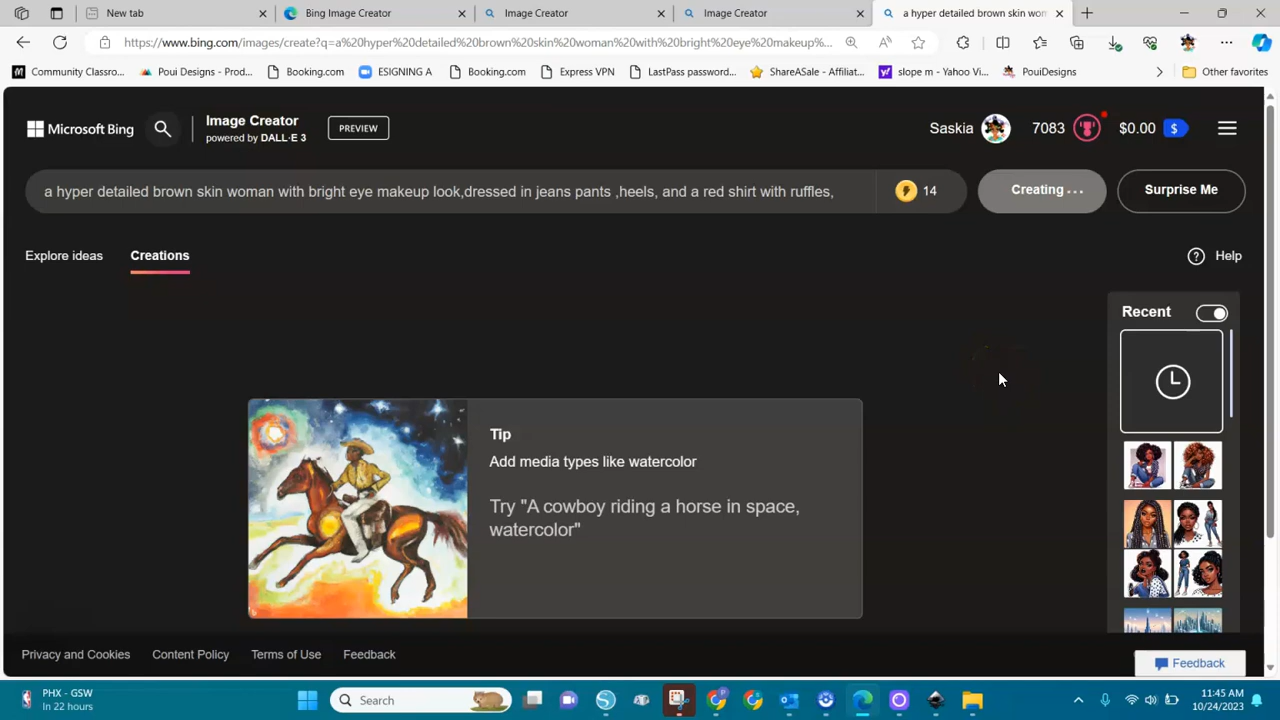 New tab
Bing Image Creator
Image Creator
Image Creator
a hyper detailed brown skin wom
https://www.bing.com/images/create?q=a%20hyper%20detailed%20brown%20skin%20woman%20with%20bright%20eye%20makeup%...
Community Classro...
Poui Designs - Prod...
Booking.com
ESIGNING A
Booking.com
Express VPN
LastPass password...
ShareASale - Affiliat...
slope m - Yahoo Vi...
PouiDesigns
Other favorites
Microsoft Bing
Image Creator
powered by DALL·E 3
PREVIEW
Saskia
7083
$0.00
$
a hyper detailed brown skin woman with bright eye makeup look,dressed in jeans pants ,heels, and a red shirt with ruffles,
14
Creating...
Surprise Me
Explore ideas
Creations
Help
Recent
Tip
Add media types like watercolor
Try "A cowboy riding a horse in space,
watercolor"
Privacy and Cookies
Content Policy
Terms of Use
Feedback
Feedback
PHX - GSW
In 22 hours
Search
11:45 AM
10/24/2023